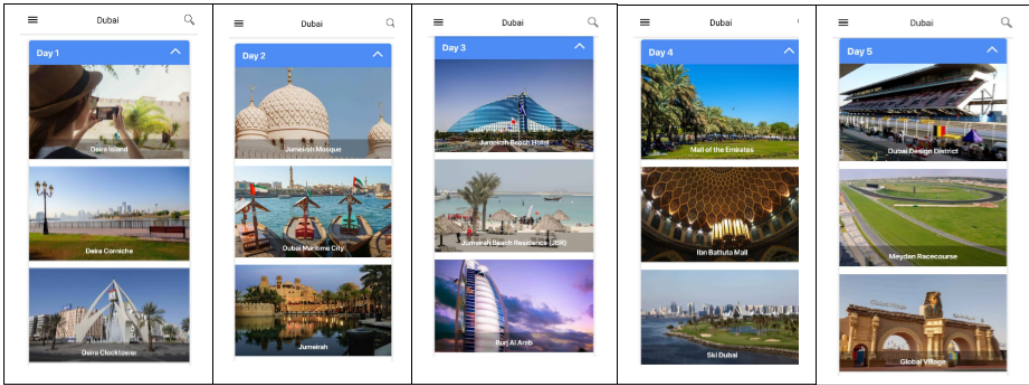 Dubai
Day 1
Deira Island
Deira Corniche
Deira Clocktower
Dubai
Day 2
Jumeirah Mosque
Dubai Maritime City
Jumeirah
Dubai
Day 3
Jumeirah Beach Hotel
Jumeirah Beach Residence (JBR)
Burj Al Arab
Dubai
Day 4
Mall of the Emirates
Ibn Battuta Mall
Ski Dubai
Dubai
Day 5
Dubai Design District
Meydan Racecourse
Global Village